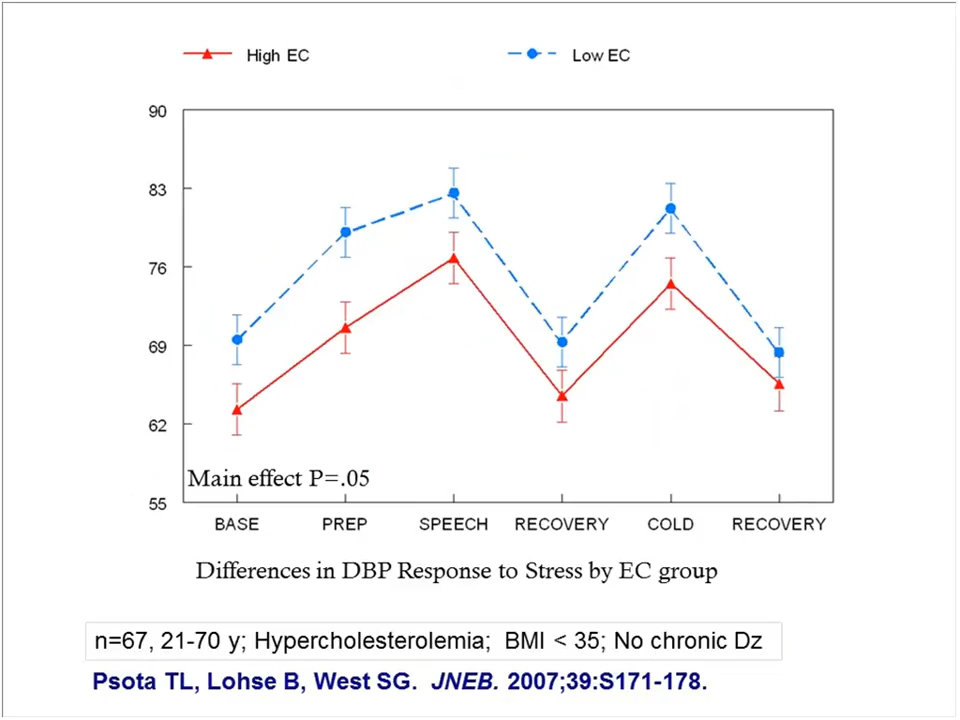 High EC
Low EC
90
83
76
69
62
55
Main effect P=.05
BASE PREP SPEECH RECOVERY COLD RECOVERY
Differences in DBP Response to Stress by EC group
n=67, 21-70 y; Hypercholesterolemia; BMI < 35; No chronic Dz
Psota TL, Lohse B, West SG. JNEB. 2007;39:S171-178.